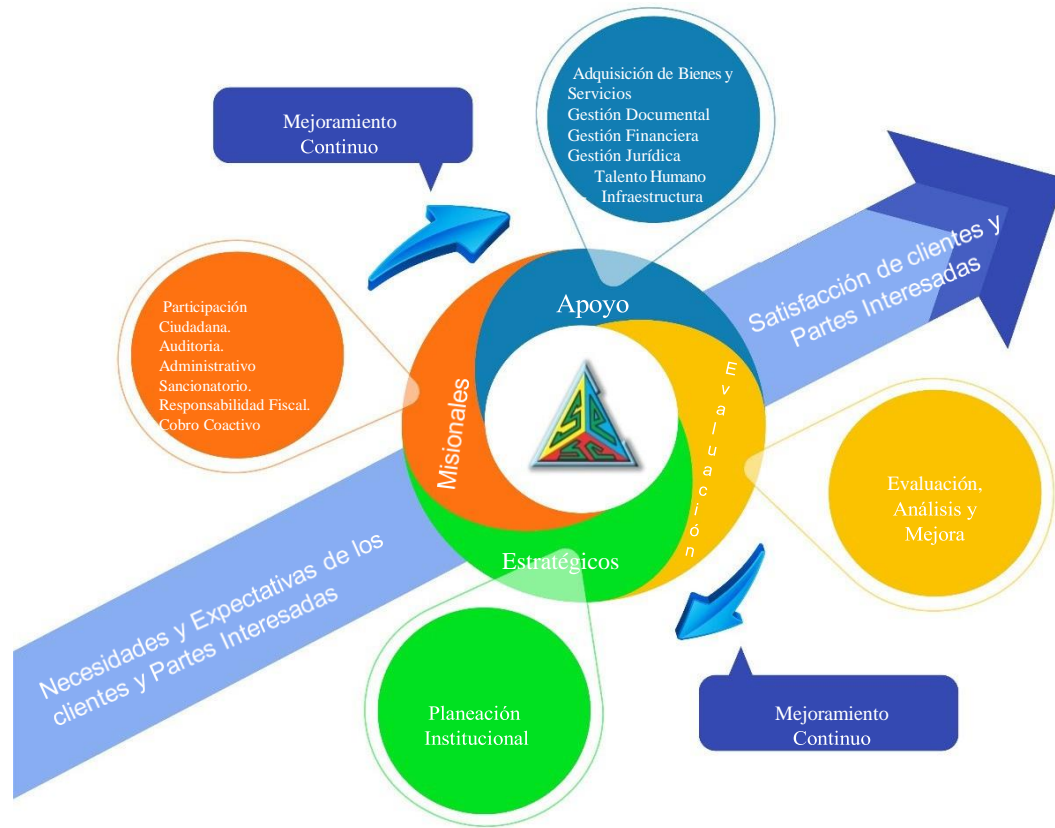 Adquisición de Bienes y
Servicios
Gestión Documental
Gestión Financiera
Gestión Jurídica
Talento Humano
Infraestructura
Mejoramiento
Continuo
Satisfacción de clientes y
Partes Interesadas
Participación
Ciudadana.
Auditoria.
Administrativo
Sancionatorio.
Responsabilidad Fiscal.
Cobro Coactivo
Apoyo
Misionales
Evaluación
Estratégicos
Evaluación,
Análisis y
Mejora
Necesidades y Expectativas de los
clientes y Partes Interesadas
Planeación
Institucional
Mejoramiento
Continuo